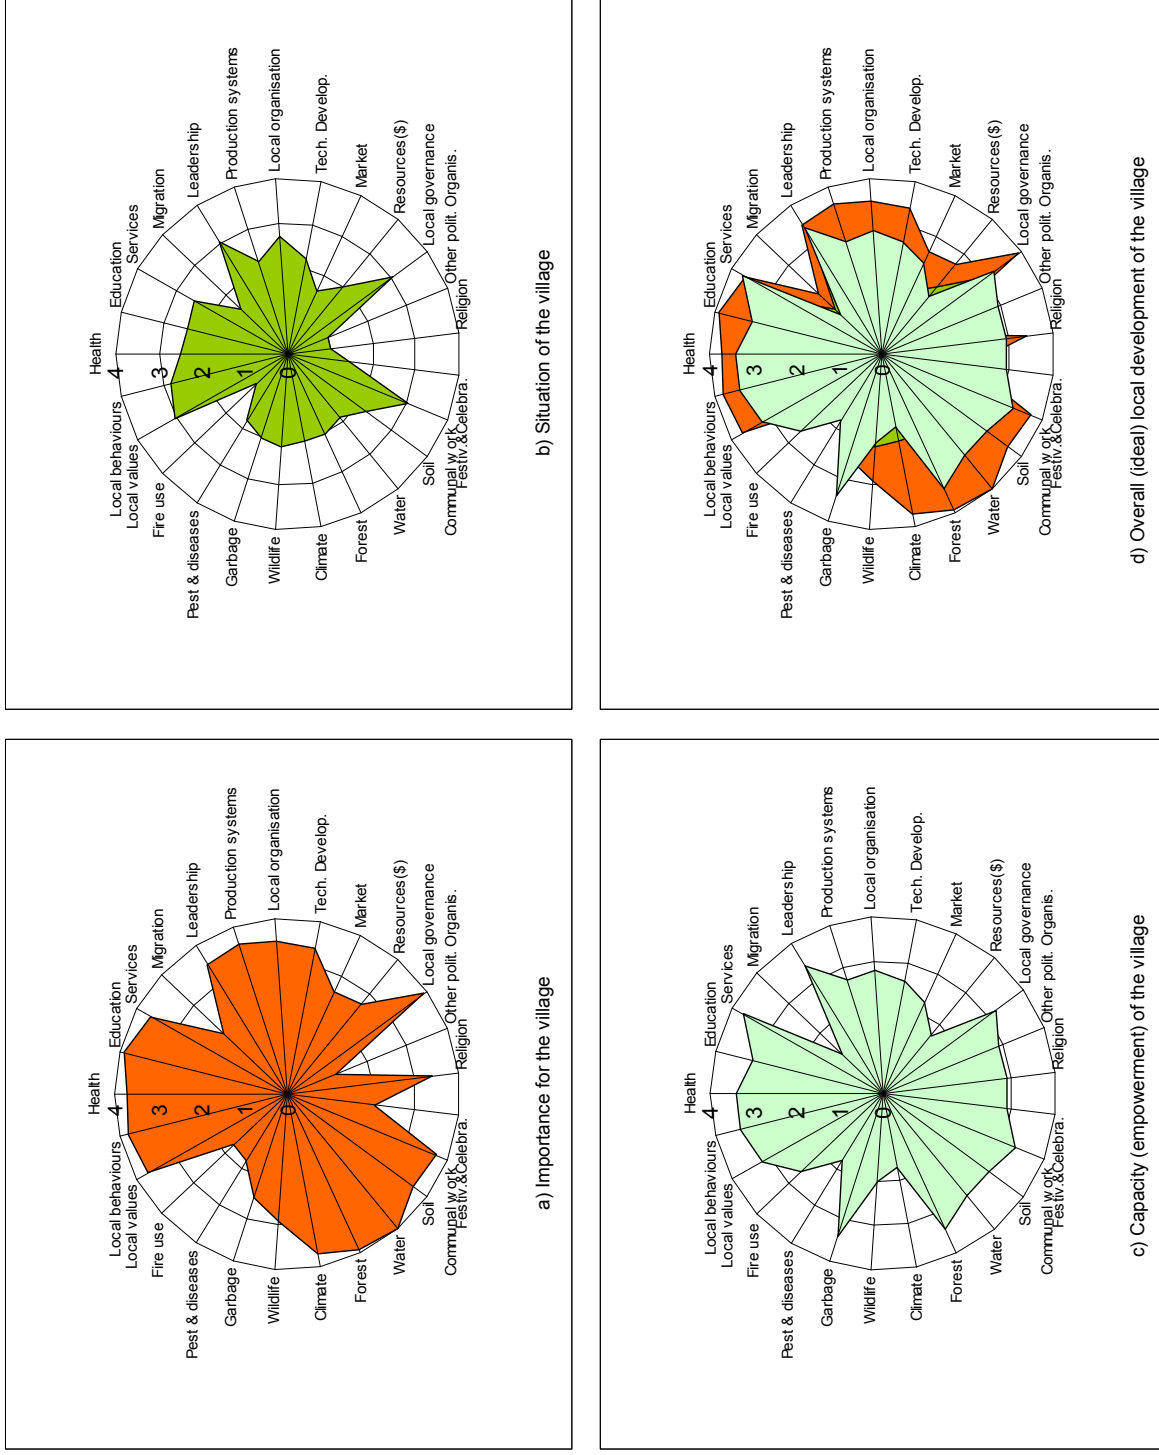 Health
Education
Services
Migration
Leadership
Production systems
Local organisation
Tech. Develop.
Market
Resources($)
Local governance
Other polit. Organis.
Religion
Festiv.&Celebra.
Communal work
Soil
Water
Forest
Climate
Wildlife
Garbage
Pest & diseases
Fire use
Local values
Local behaviours
4
3
2
1
0
a) Importance for the village
Health
Education
Services
Migration
Leadership
Production systems
Local organisation
Tech. Develop.
Market
Resources($)
Local governance
Other polit. Organis.
Religion
Festiv.&Celebra.
Communal work
Soil
Water
Forest
Climate
Wildlife
Garbage
Pest & diseases
Fire use
Local values
Local behaviours
4
3
2
1
0
b) Situation of the village
Health
Education
Services
Migration
Leadership
Production systems
Local organisation
Tech. Develop.
Market
Resources($)
Local governance
Other polit. Organis.
Religion
Festiv.&Celebra.
Communal work
Soil
Water
Forest
Climate
Wildlife
Garbage
Pest & diseases
Fire use
Local values
Local behaviours
4
3
2
1
0
c) Capacity (empowerment) of the village
Health
Education
Services
Migration
Leadership
Production systems
Local organisation
Tech. Develop.
Market
Resources($)
Local governance
Other polit. Organis.
Religion
Festiv.&Celebra.
Communal work
Soil
Water
Forest
Climate
Wildlife
Garbage
Pest & diseases
Fire use
Local values
Local behaviours
4
3
2
1
0
d) Overall (ideal) local development of the village